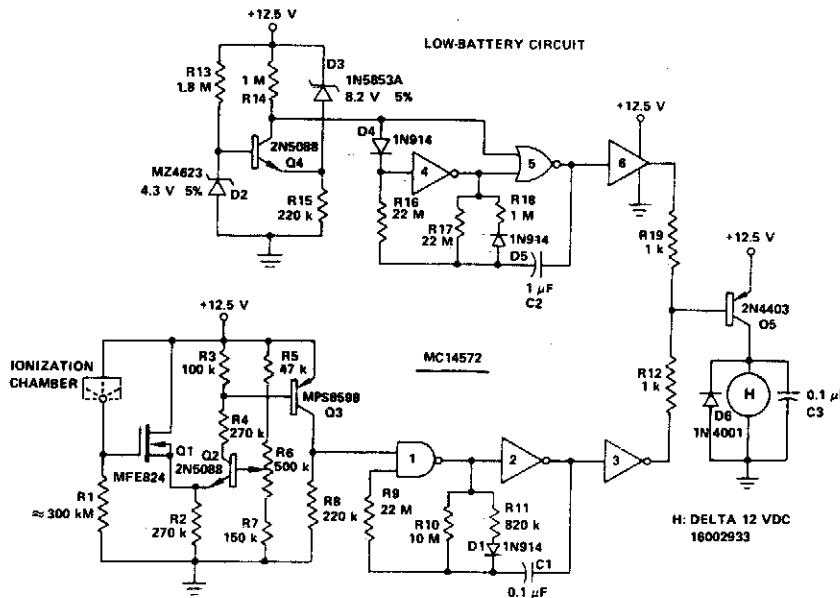 +12.5 V
LOW-BATTERY CIRCUIT
R13
1.8 M
1 M
R14
D3
1N5853A
8.2 V 5%
+12.5 V
D4
1N914
2N5088
Q4
MZ4623
4.3 V 5%
D2
R15
220 k
4
5
6
R16
22 M
R17
22 M
R18
1 M
1N914
D5
1 μF
C2
R19
1 k
+12.5 V
2N4403
Q5
+12.5 V
IONIZATION
CHAMBER
R3
100 k
R5
47 k
MPS8598
Q3
MC14572
R12
1 k
H
D6
1N4001
0.1 μ
C3
R4
270 k
Q1
MFE824
Q2
2N5088
R6
500 k
R1
≈ 300 kM
R2
270 k
R7
150 k
R8
220 k
1
2
3
R9
22 M
R10
10 M
R11
820 k
D1
1N914
C1
0.1 μF
H: DELTA 12 VDC
16002933